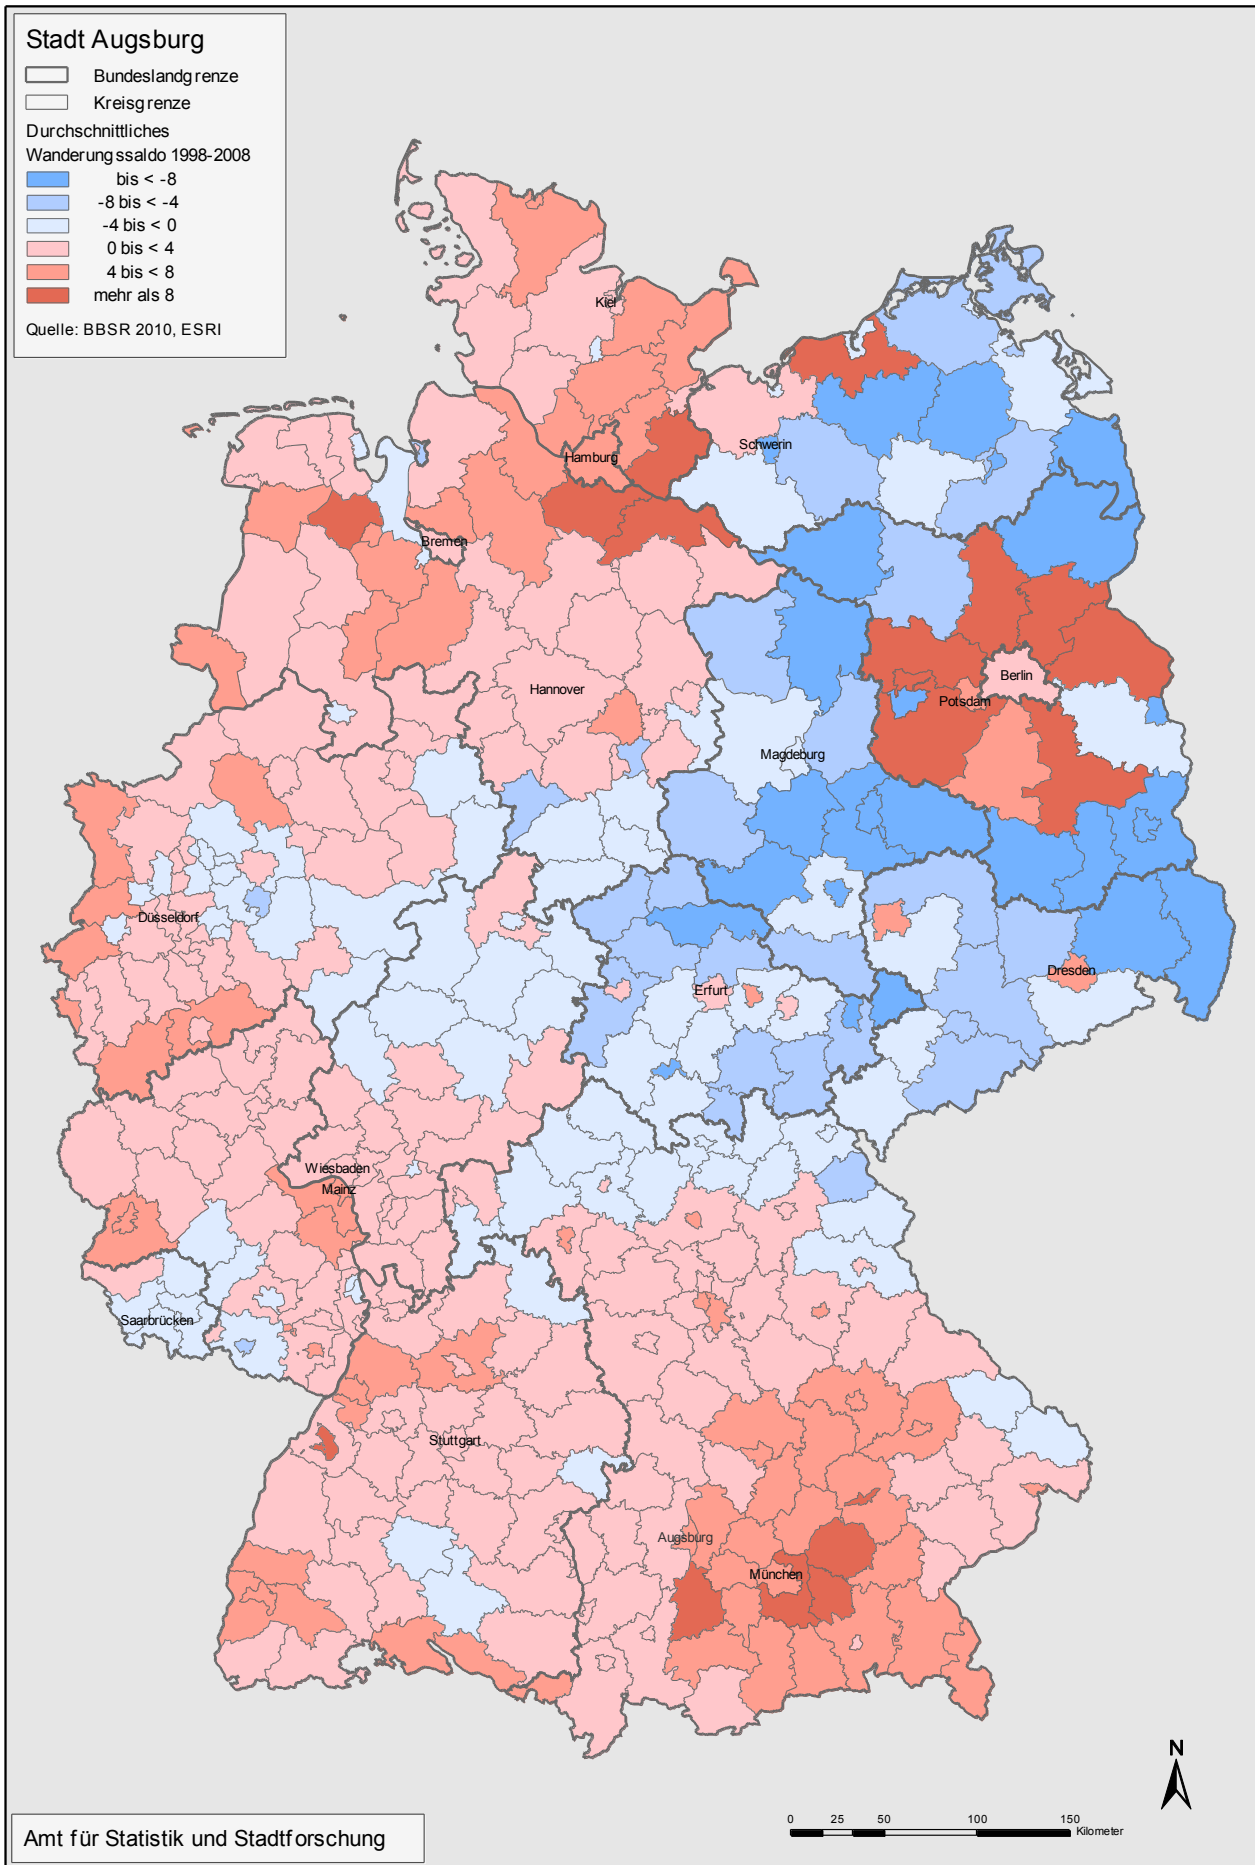 Stadt Augsburg
Bundeslandgrenze
Kreisgrenze
Durchschnittliches
Wanderungssaldo 1998-2008
bis < -8
-8 bis < -4
-4 bis < 0
0 bis < 4
4 bis < 8
mehr als 8
Quelle: BBSR 2010, ESRI
Kiel
Schwerin
Hamburg
Bremen
Berlin
Hannover
Potsdam
Magdeburg
Düsseldorf
Dresden
Erfurt
Wiesbaden
Mainz
Saarbrücken
Stuttgart
Augsburg
München
N
0 25 50 100 150
Kilometer
Amt für Statistik und Stadtforschung